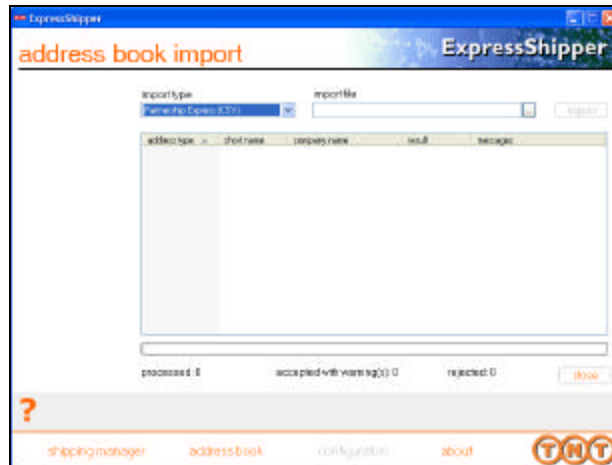 ExpressShipper
address book import
ExpressShipper
import type
import file
Partnership Express (CSV)
import
address type
short name
company name
result
messages
processed: 0
accepted with warning(s): 0
rejected: 0
close
?
shipping manager
address book
configuration
about
TNT